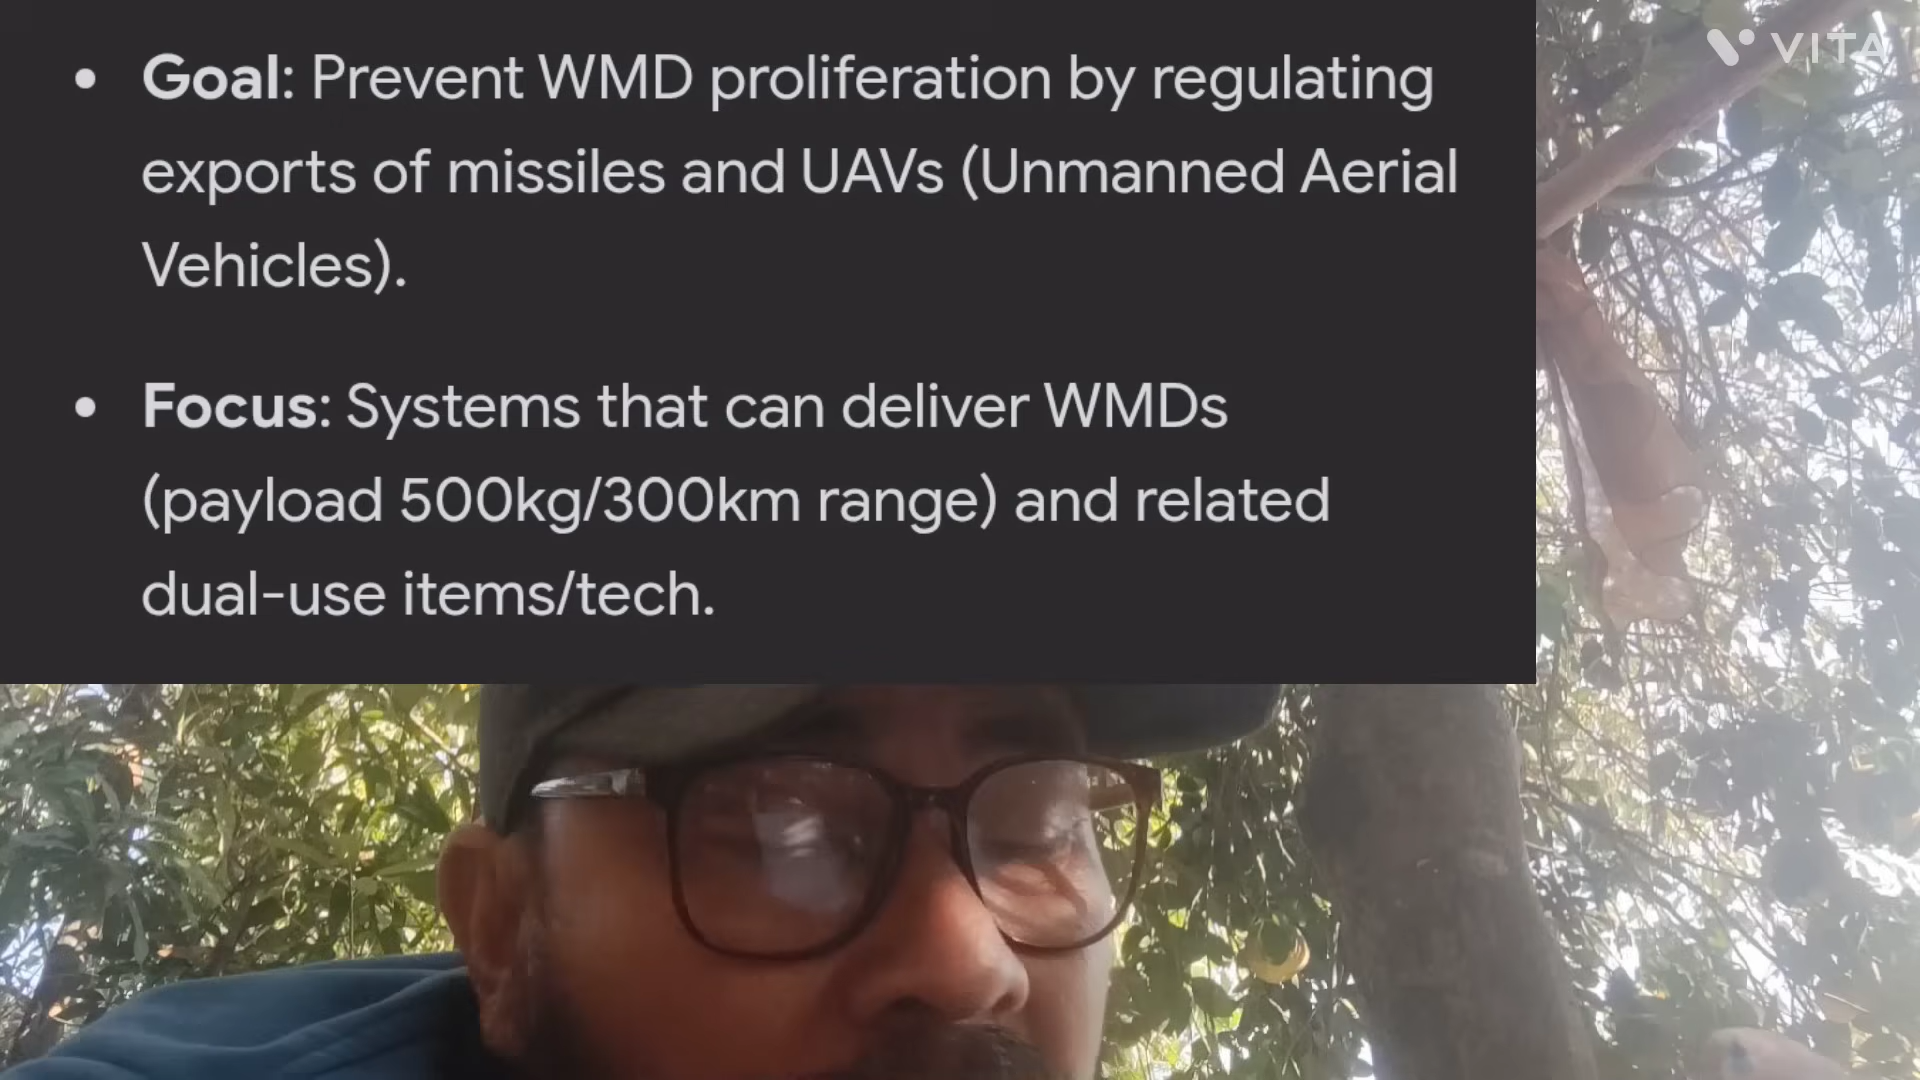 VITA
• Goal: Prevent WMD proliferation by regulating
exports of missiles and UAVs (Unmanned Aerial
Vehicles).
• Focus: Systems that can deliver WMDs
(payload 500kg/300km range) and related
dual-use items/tech.